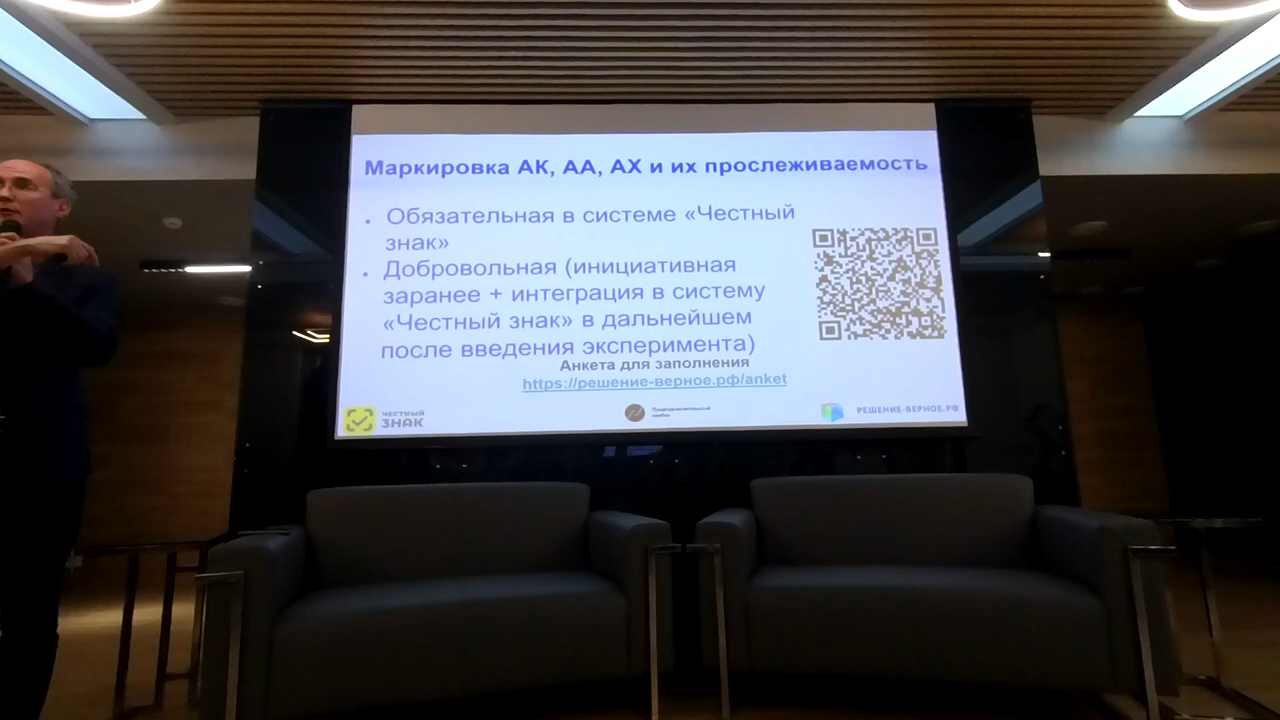 Маркировка АК, АА, АХ и их прослеживаемость
• Обязательная в системе «Честный
знак»
• Добровольная (инициативная
заранее + интеграция в систему
«Честный знак» в дальнейшем
после введения эксперимента)
Анкета для заполнения
https://решение-верное.рф/anket
ЧЕСТНЫЙ
ЗНАК
РЕШЕНИЕ-ВЕРНОЕ.РФ